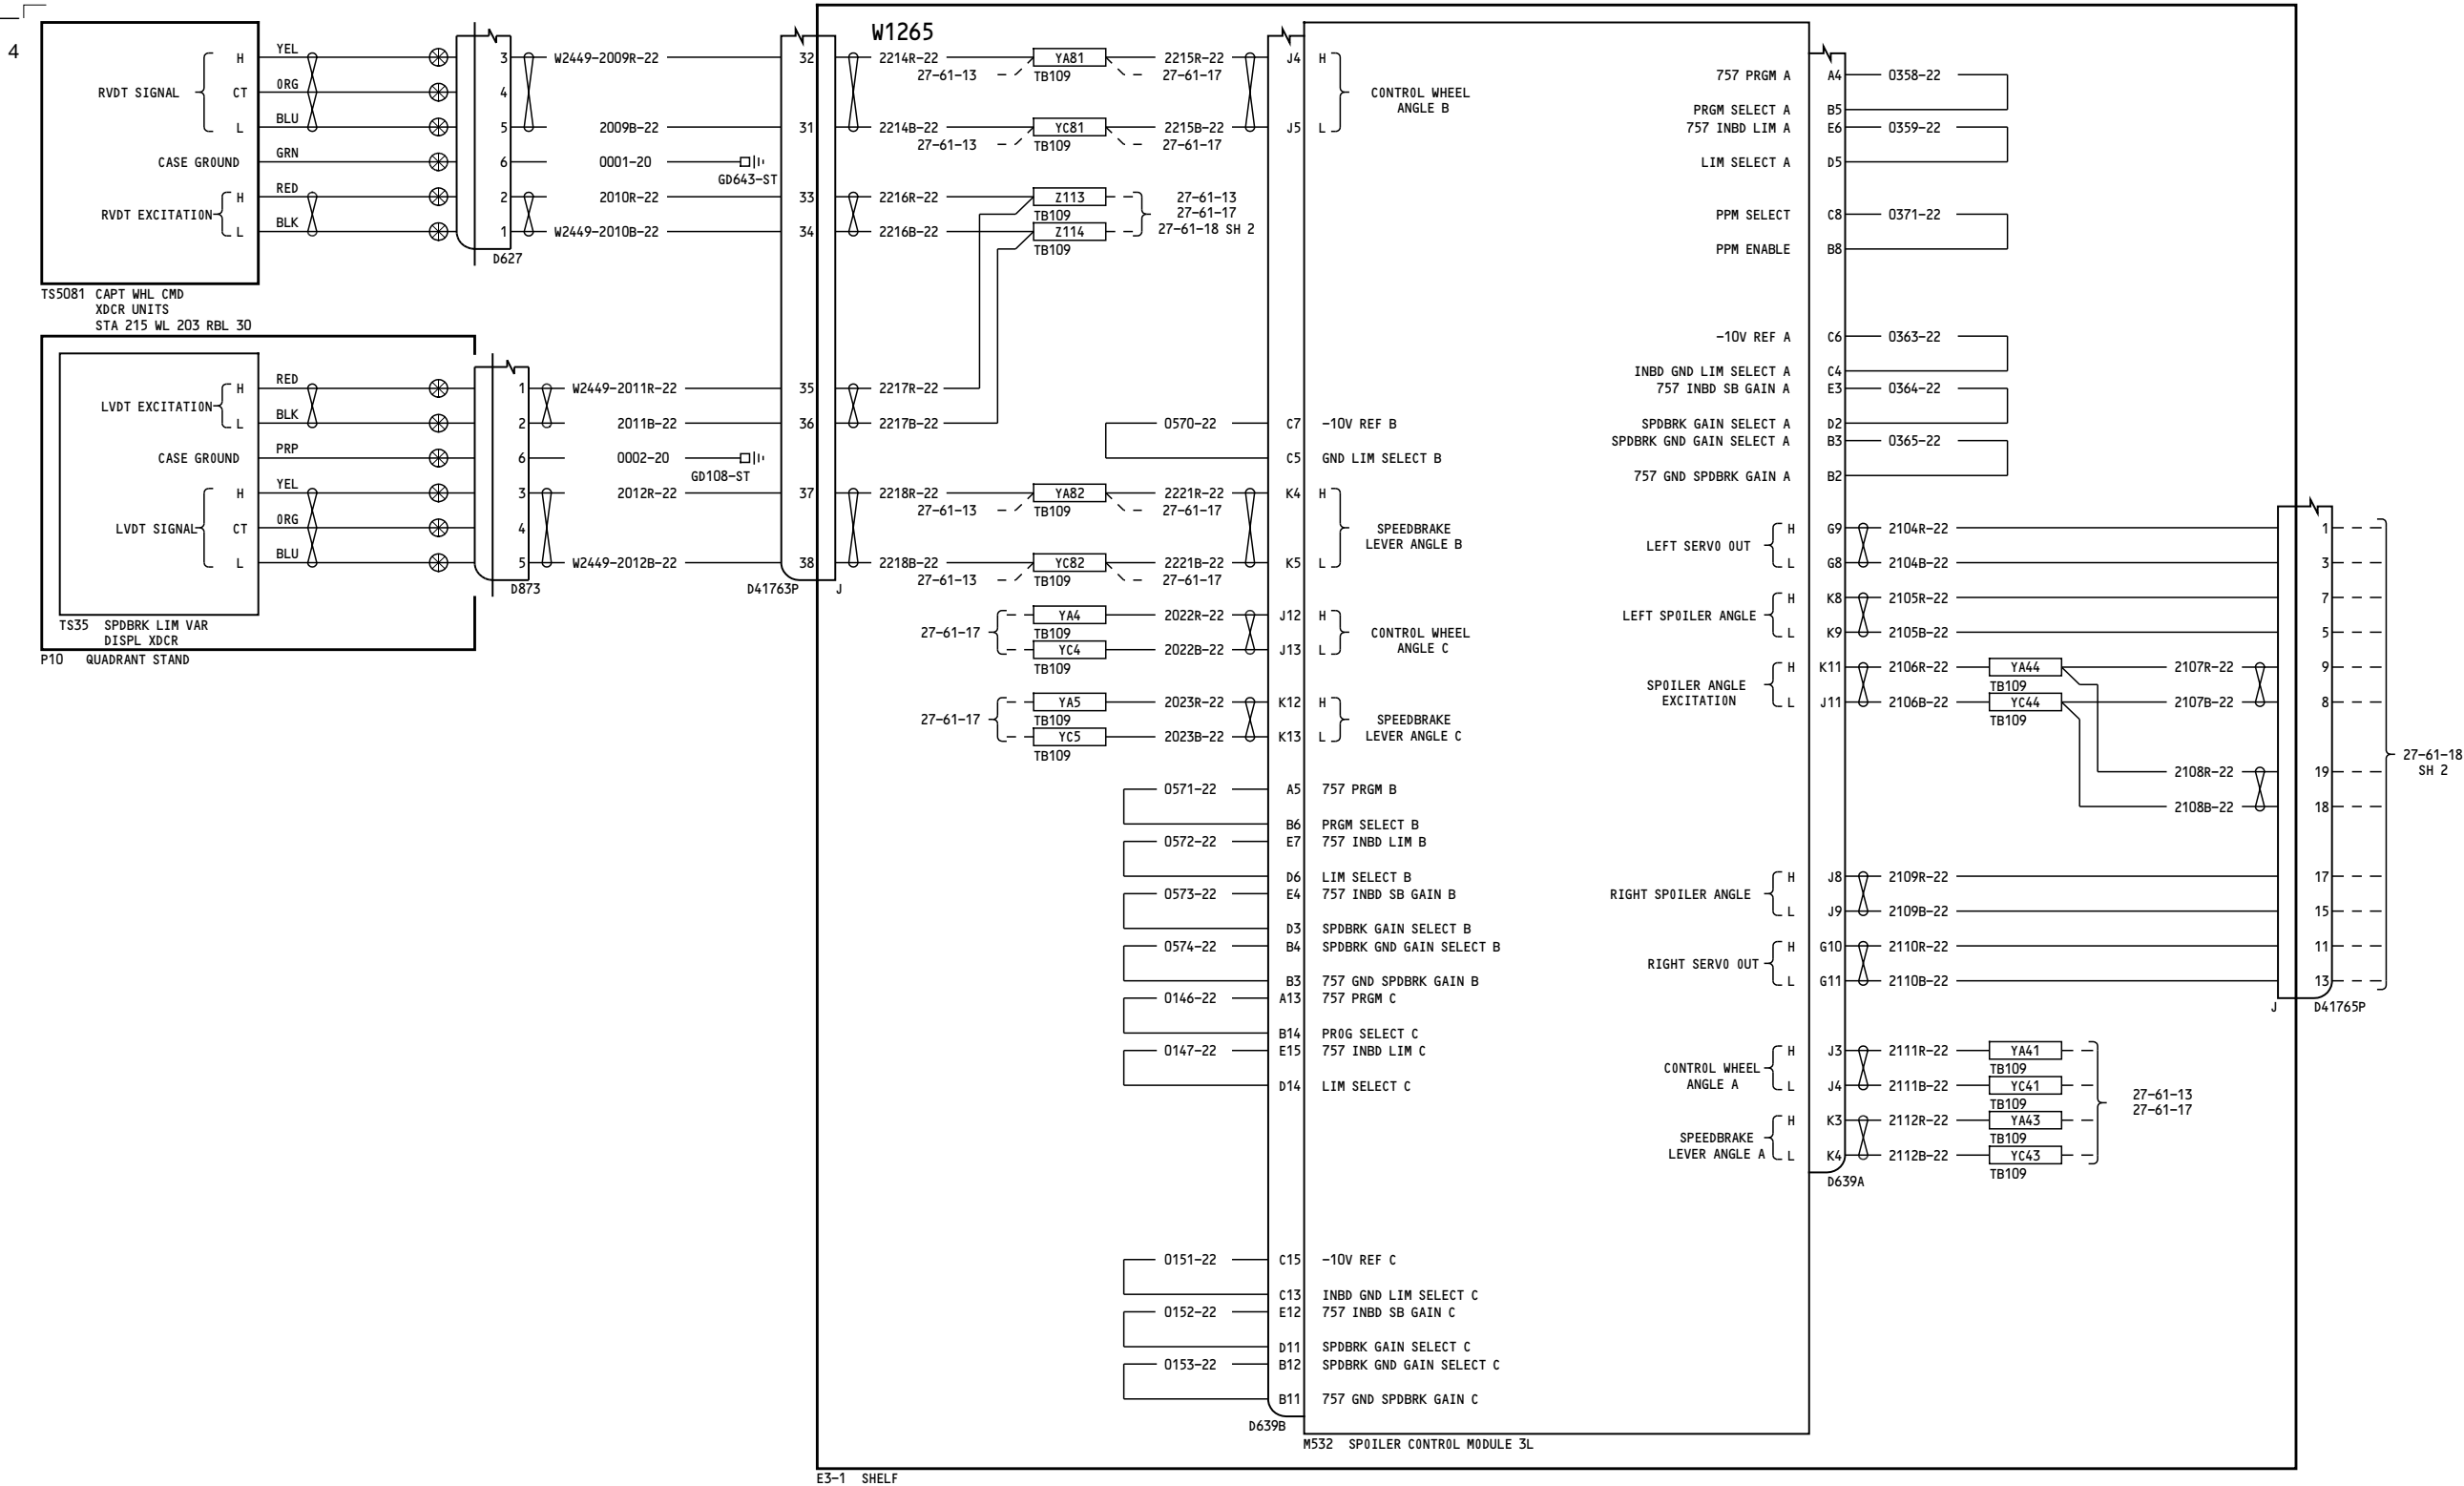 4
W1265
RVDT SIGNAL
H YEL 3 W2449-2009R-22 32 2214R-22 YA81 2215R-22 J4 H
27-61-13 TB109 27-61-17
CT ORG 4
CONTROL WHEEL
ANGLE B
L BLU 5 2009B-22 31 2214B-22 YC81 2215B-22 J5 L
27-61-13 TB109 27-61-17
CASE GROUND GRN 6 0001-20
GD643-ST
RVDT EXCITATION
H RED 2 2010R-22 33 2216R-22 Z113
TB109
L BLK 1 W2449-2010B-22 34 2216B-22 Z114
TB109
27-61-13
27-61-17
27-61-18 SH 2
D627
TS5081 CAPT WHL CMD
XDCR UNITS
STA 215 WL 203 RBL 30
LVDT EXCITATION
H RED 1 W2449-2011R-22 35 2217R-22
L BLK 2 2011B-22 36 2217B-22
CASE GROUND PRP 6 0002-20
GD108-ST
LVDT SIGNAL
H YEL 3 2012R-22 37 2218R-22 YA82 2221R-22 K4 H
27-61-13 TB109 27-61-17
CT ORG 4
SPEEDBRAKE
LEVER ANGLE B
L BLU 5 W2449-2012B-22 38 2218B-22 YC82 2221B-22 K5 L
27-61-13 TB109 27-61-17
D873
D41763P J
TS35 SPDBRK LIM VAR
DISPL XDCR
P10 QUADRANT STAND
0570-22 C7 -10V REF B
C5 GND LIM SELECT B
27-61-17
YA4 2022R-22 J12 H
TB109
YC4 2022B-22 J13 L
TB109
CONTROL WHEEL
ANGLE C
27-61-17
YA5 2023R-22 K12 H
TB109
YC5 2023B-22 K13 L
TB109
SPEEDBRAKE
LEVER ANGLE C
0571-22 A5 757 PRGM B
B6 PRGM SELECT B
0572-22 E7 757 INBD LIM B
D6 LIM SELECT B
0573-22 E4 757 INBD SB GAIN B
D3 SPDBRK GAIN SELECT B
0574-22 B4 SPDBRK GND GAIN SELECT B
B3 757 GND SPDBRK GAIN B
0146-22 A13 757 PRGM C
B14 PROG SELECT C
0147-22 E15 757 INBD LIM C
D14 LIM SELECT C
0151-22 C15 -10V REF C
C13 INBD GND LIM SELECT C
0152-22 E12 757 INBD SB GAIN C
D11 SPDBRK GAIN SELECT C
0153-22 B12 SPDBRK GND GAIN SELECT C
B11 757 GND SPDBRK GAIN C
D639B
M532 SPOILER CONTROL MODULE 3L
E3-1 SHELF
757 PRGM A A4 0358-22
PRGM SELECT A B5
757 INBD LIM A E6 0359-22
LIM SELECT A D5
PPM SELECT C8 0371-22
PPM ENABLE B8
-10V REF A C6 0363-22
INBD GND LIM SELECT A C4
757 INBD SB GAIN A E3 0364-22
SPDBRK GAIN SELECT A D2
SPDBRK GND GAIN SELECT A B3 0365-22
757 GND SPDBRK GAIN A B2
LEFT SERVO OUT
H G9 2104R-22 1
L G8 2104B-22 3
LEFT SPOILER ANGLE
H K8 2105R-22 7
L K9 2105B-22 5
SPOILER ANGLE
EXCITATION
H K11 2106R-22 YA44 2107R-22 9
TB109
L J11 2106B-22 YC44 2107B-22 8
TB109
2108R-22 19
2108B-22 18
27-61-18
SH 2
RIGHT SPOILER ANGLE
H J8 2109R-22 17
L J9 2109B-22 15
RIGHT SERVO OUT
H G10 2110R-22 11
L G11 2110B-22 13
J D41765P
CONTROL WHEEL
ANGLE A
H J3 2111R-22 YA41
TB109
L J4 2111B-22 YC41
TB109
SPEEDBRAKE
LEVER ANGLE A
H K3 2112R-22 YA43
TB109
L K4 2112B-22 YC43
TB109
27-61-13
27-61-17
D639A